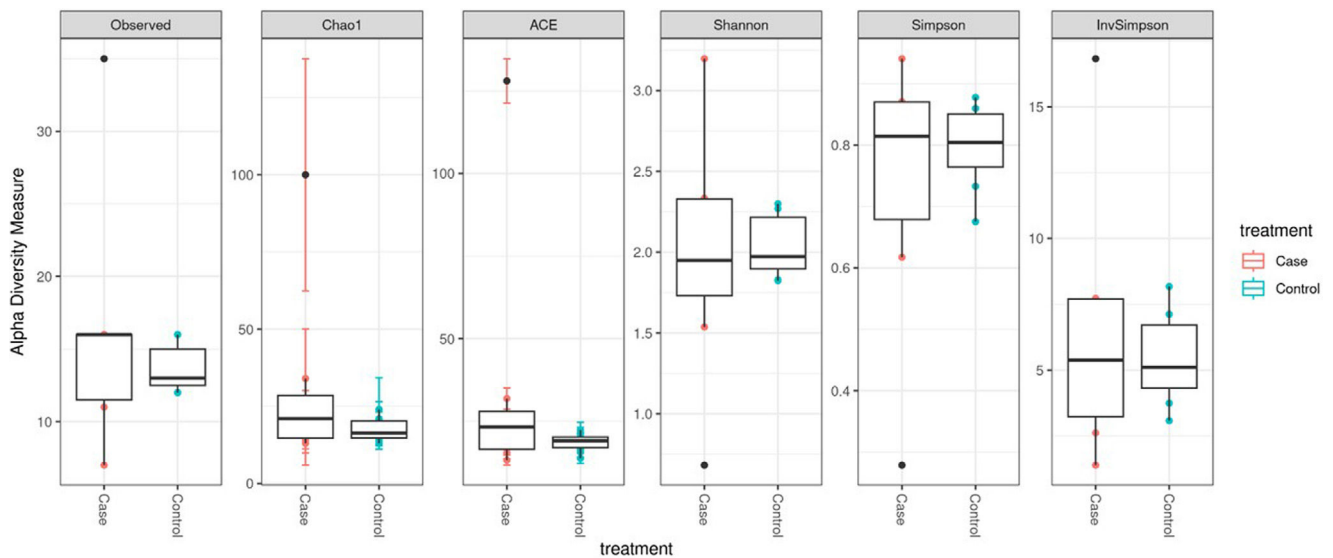 Observed
Chao1
ACE
Shannon
Simpson
InvSimpson
Alpha Diversity Measure
30
20
10
100
50
0
100
50
3.0
2.5
2.0
1.5
1.0
0.8
0.6
0.4
15
10
5
Case
Control
Case
Control
Case
Control
Case
Control
Case
Control
Case
Control
treatment
treatment
Case
Control